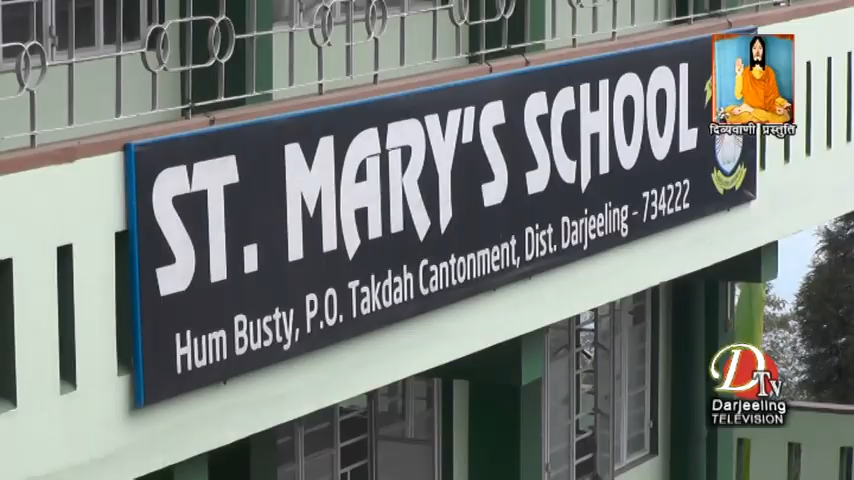 ST. MARY'S SCHOOL
Hum Busty, P.O. Takdah Cantonment, Dist. Darjeeling - 734222
दिव्यवाणी प्रस्तुति
DTv
Darjeeling
TELEVISION